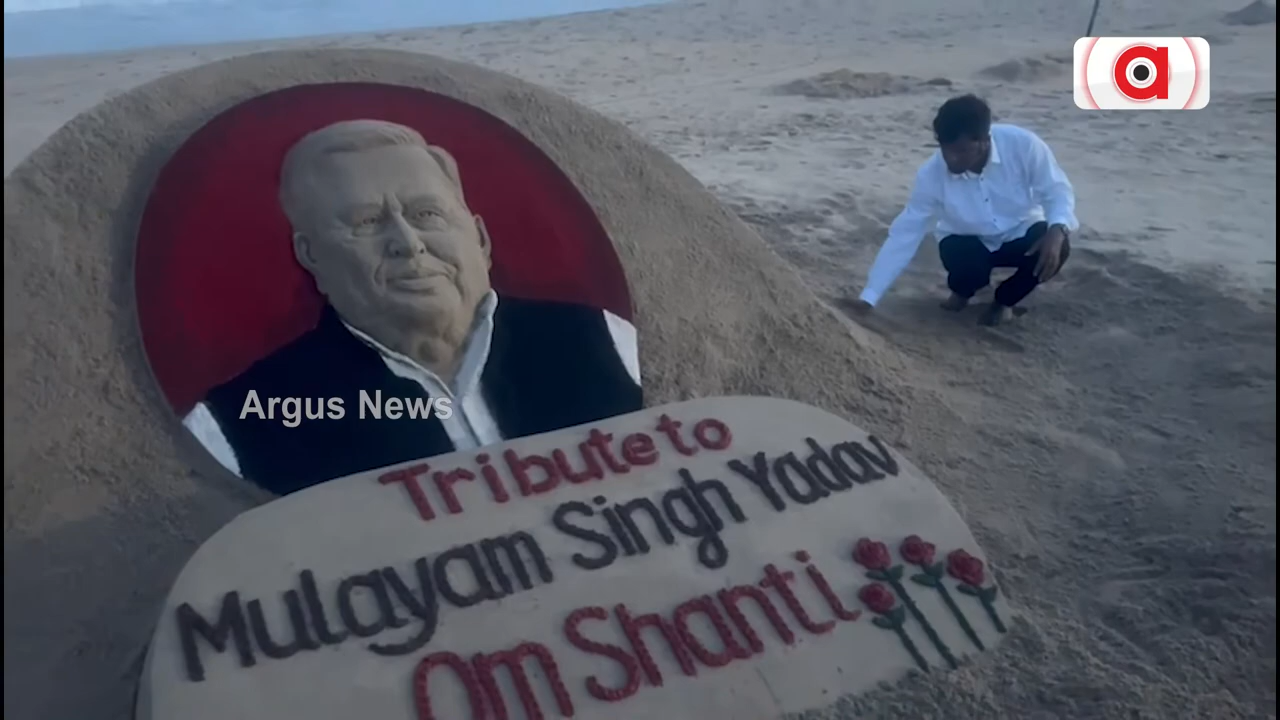 a
Argus News
Tribute to
Mulayam Singh Yadav
Om Shanti